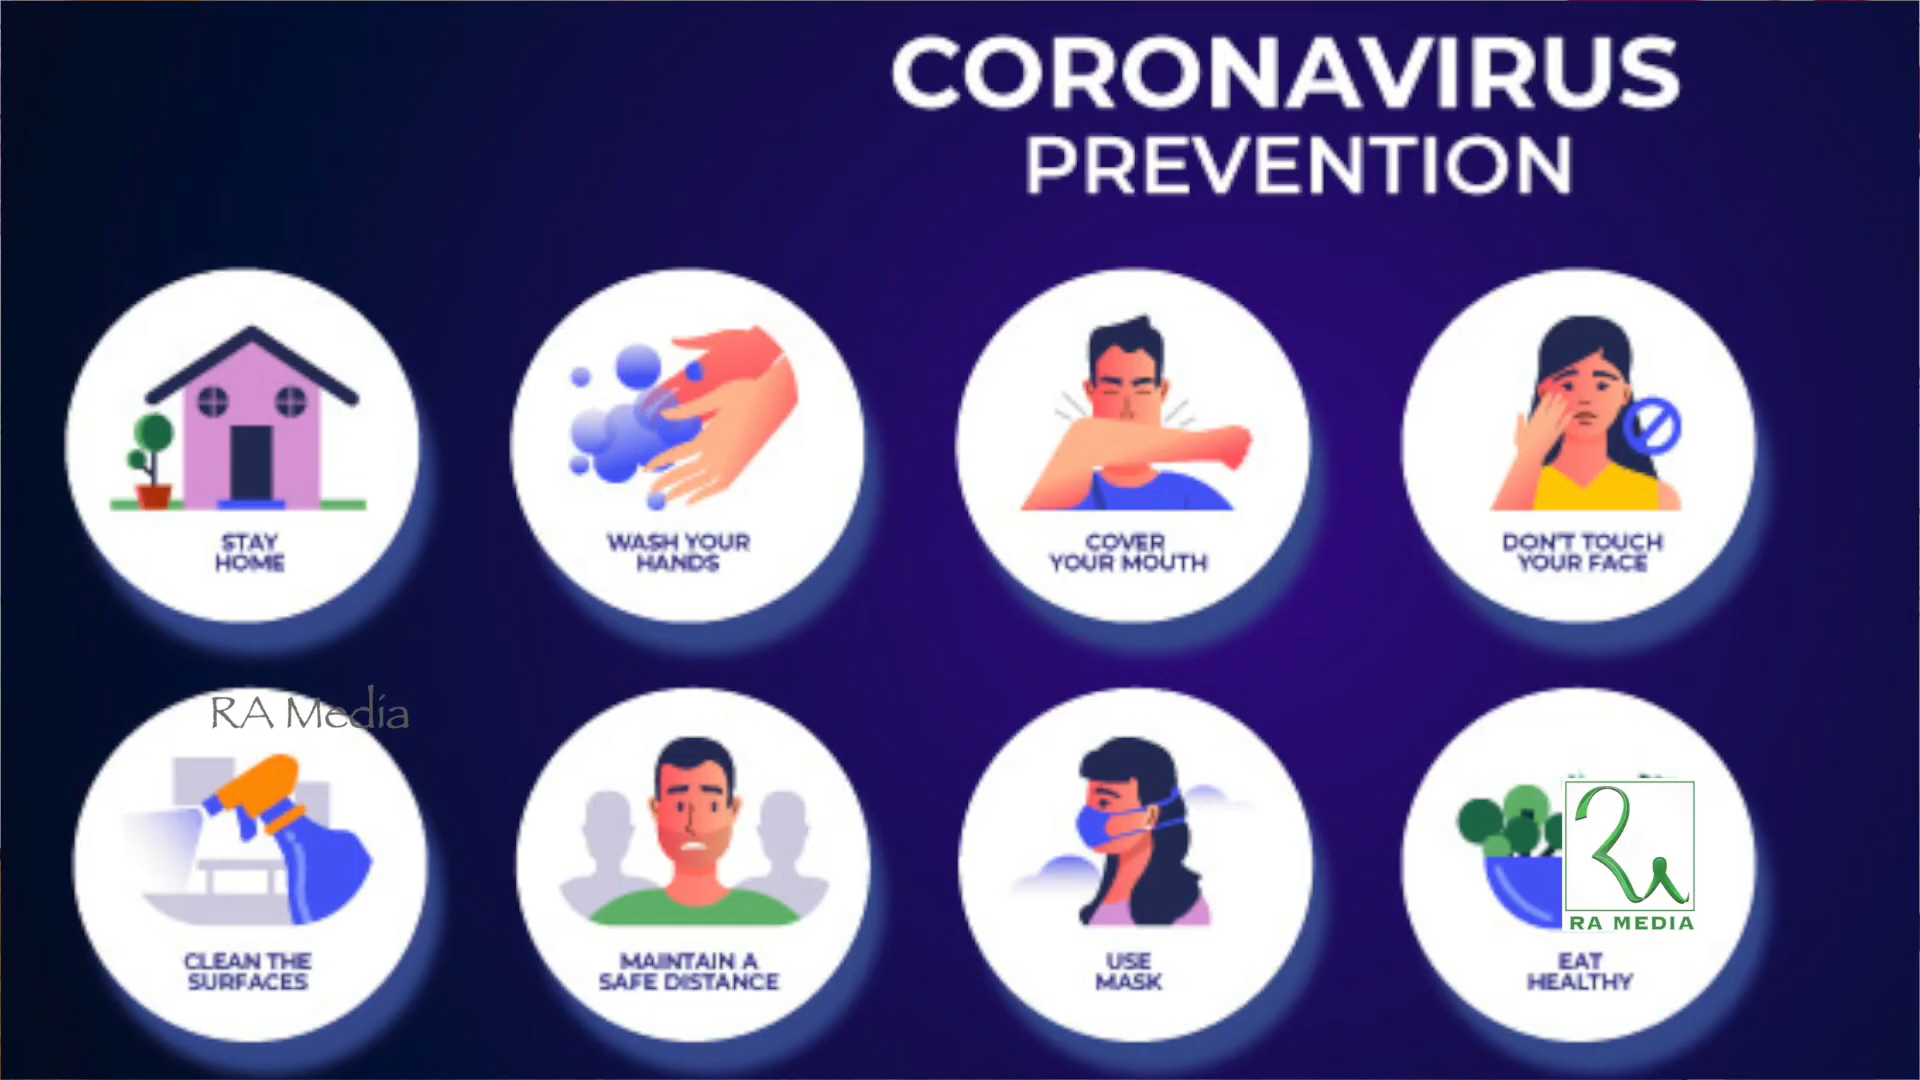 CORONAVIRUS
PREVENTION
STAY
HOME
WASH YOUR
HANDS
COVER
YOUR MOUTH
DON'T TOUCH
YOUR FACE
RA Media
CLEAN THE
SURFACES
MAINTAIN A
SAFE DISTANCE
USE
MASK
RA MEDIA
EAT
HEALTHY